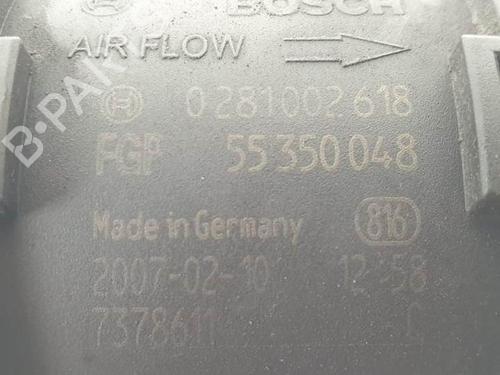 BOSCH
AIR FLOW
0 281 002 618
FGP 55 350 048
Made in Germany 816
2007-02-10 12:58
7378611 C